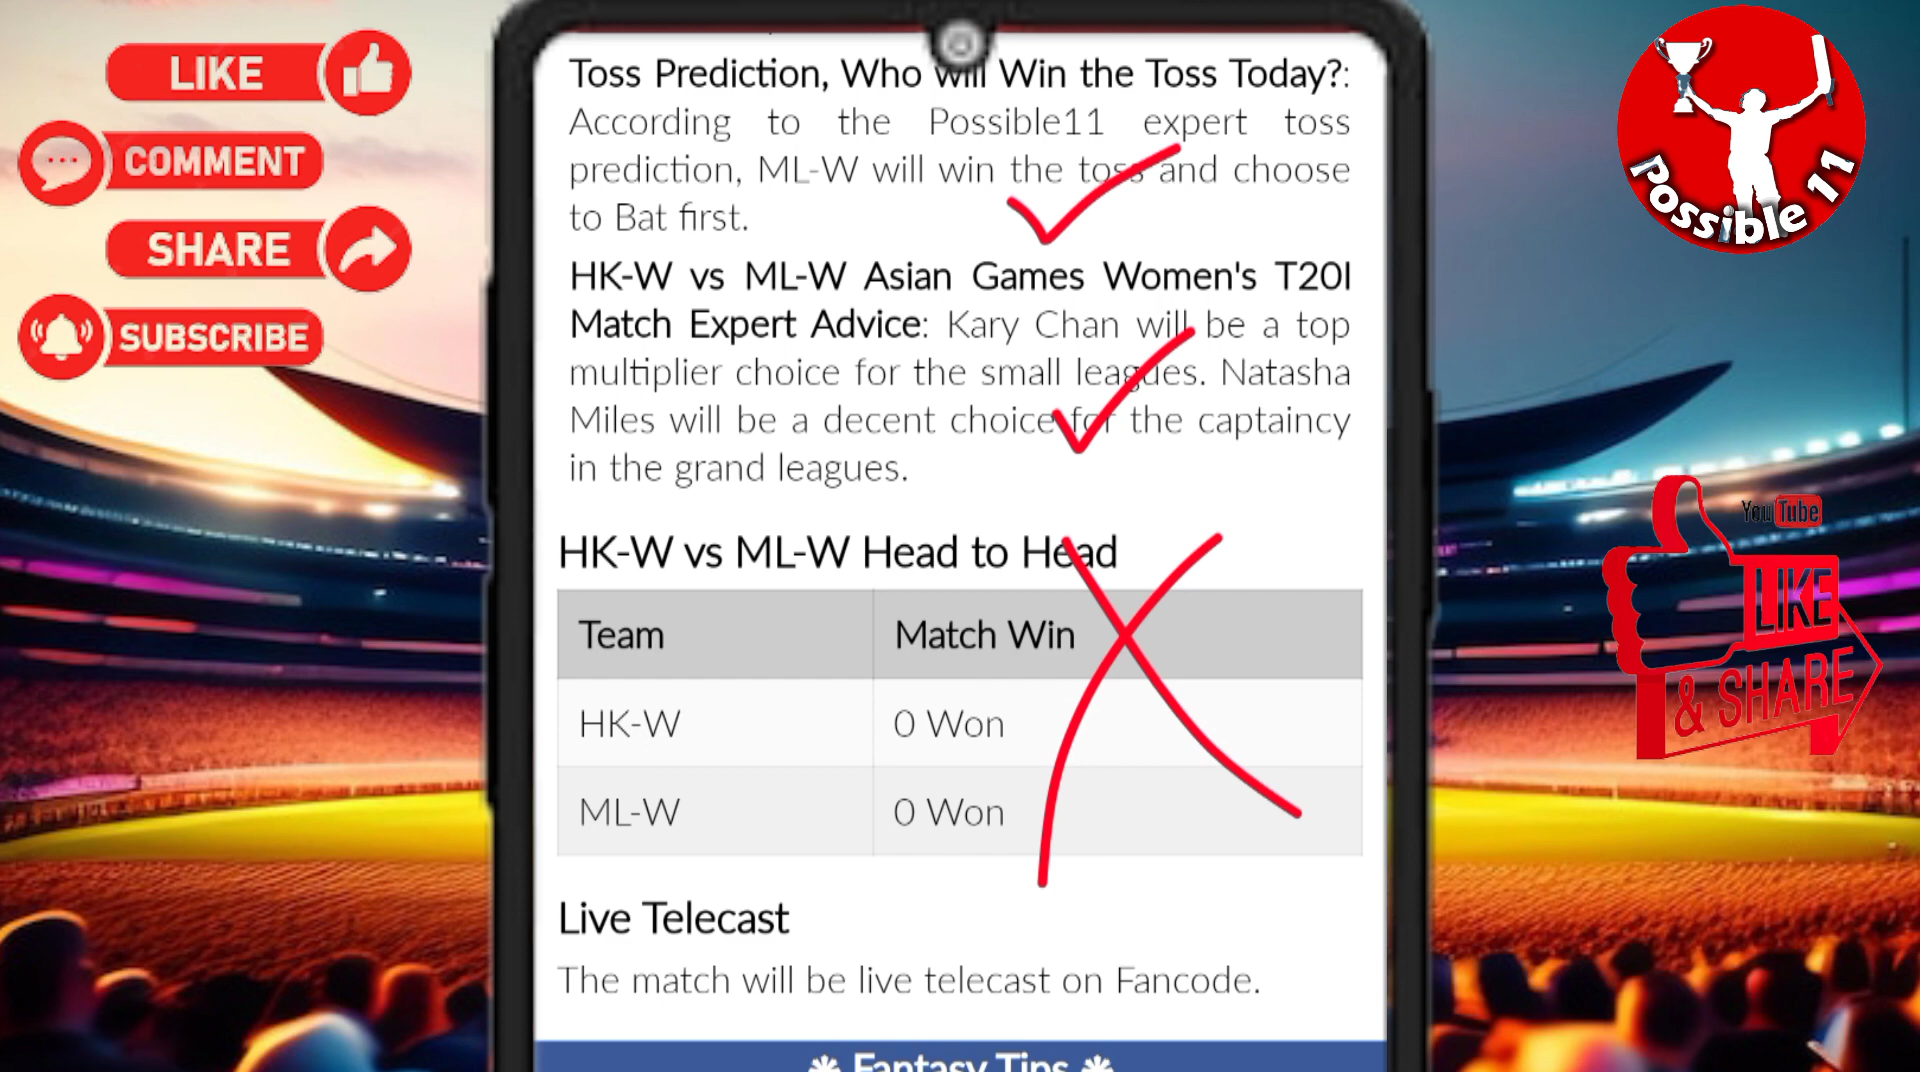 LIKE
COMMENT
SHARE
SUBSCRIBE
Toss Prediction, Who will Win the Toss Today?:
According to the Possible11 expert toss
prediction, ML-W will win the toss and choose
to Bat first.
HK-W vs ML-W Asian Games Women's T20I
Match Expert Advice: Kary Chan will be a top
multiplier choice for the small leagues. Natasha
Miles will be a decent choice for the captaincy
in the grand leagues.
HK-W vs ML-W Head to Head
Team Match Win
HK-W 0 Won
ML-W 0 Won
Live Telecast
The match will be live telecast on Fancode.
Fantasy Tips
Possible 11
YouTube
LIKE
& SHARE